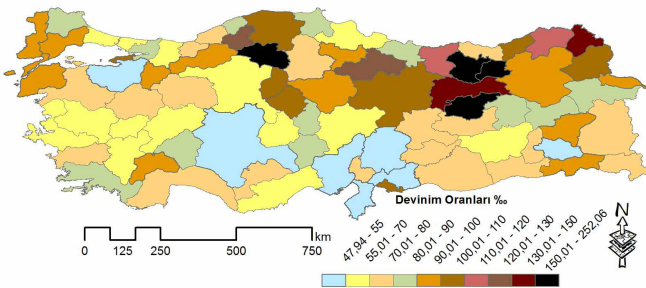 Devinim Oranları ‰
47,94 - 55
55,01 - 70
70,01 - 80
80,01 - 90
90,01 - 100
100,01 - 110
110,01 - 120
120,01 - 130
130,01 - 150
150,01 - 252,06
N
km
0 125 250 500 750